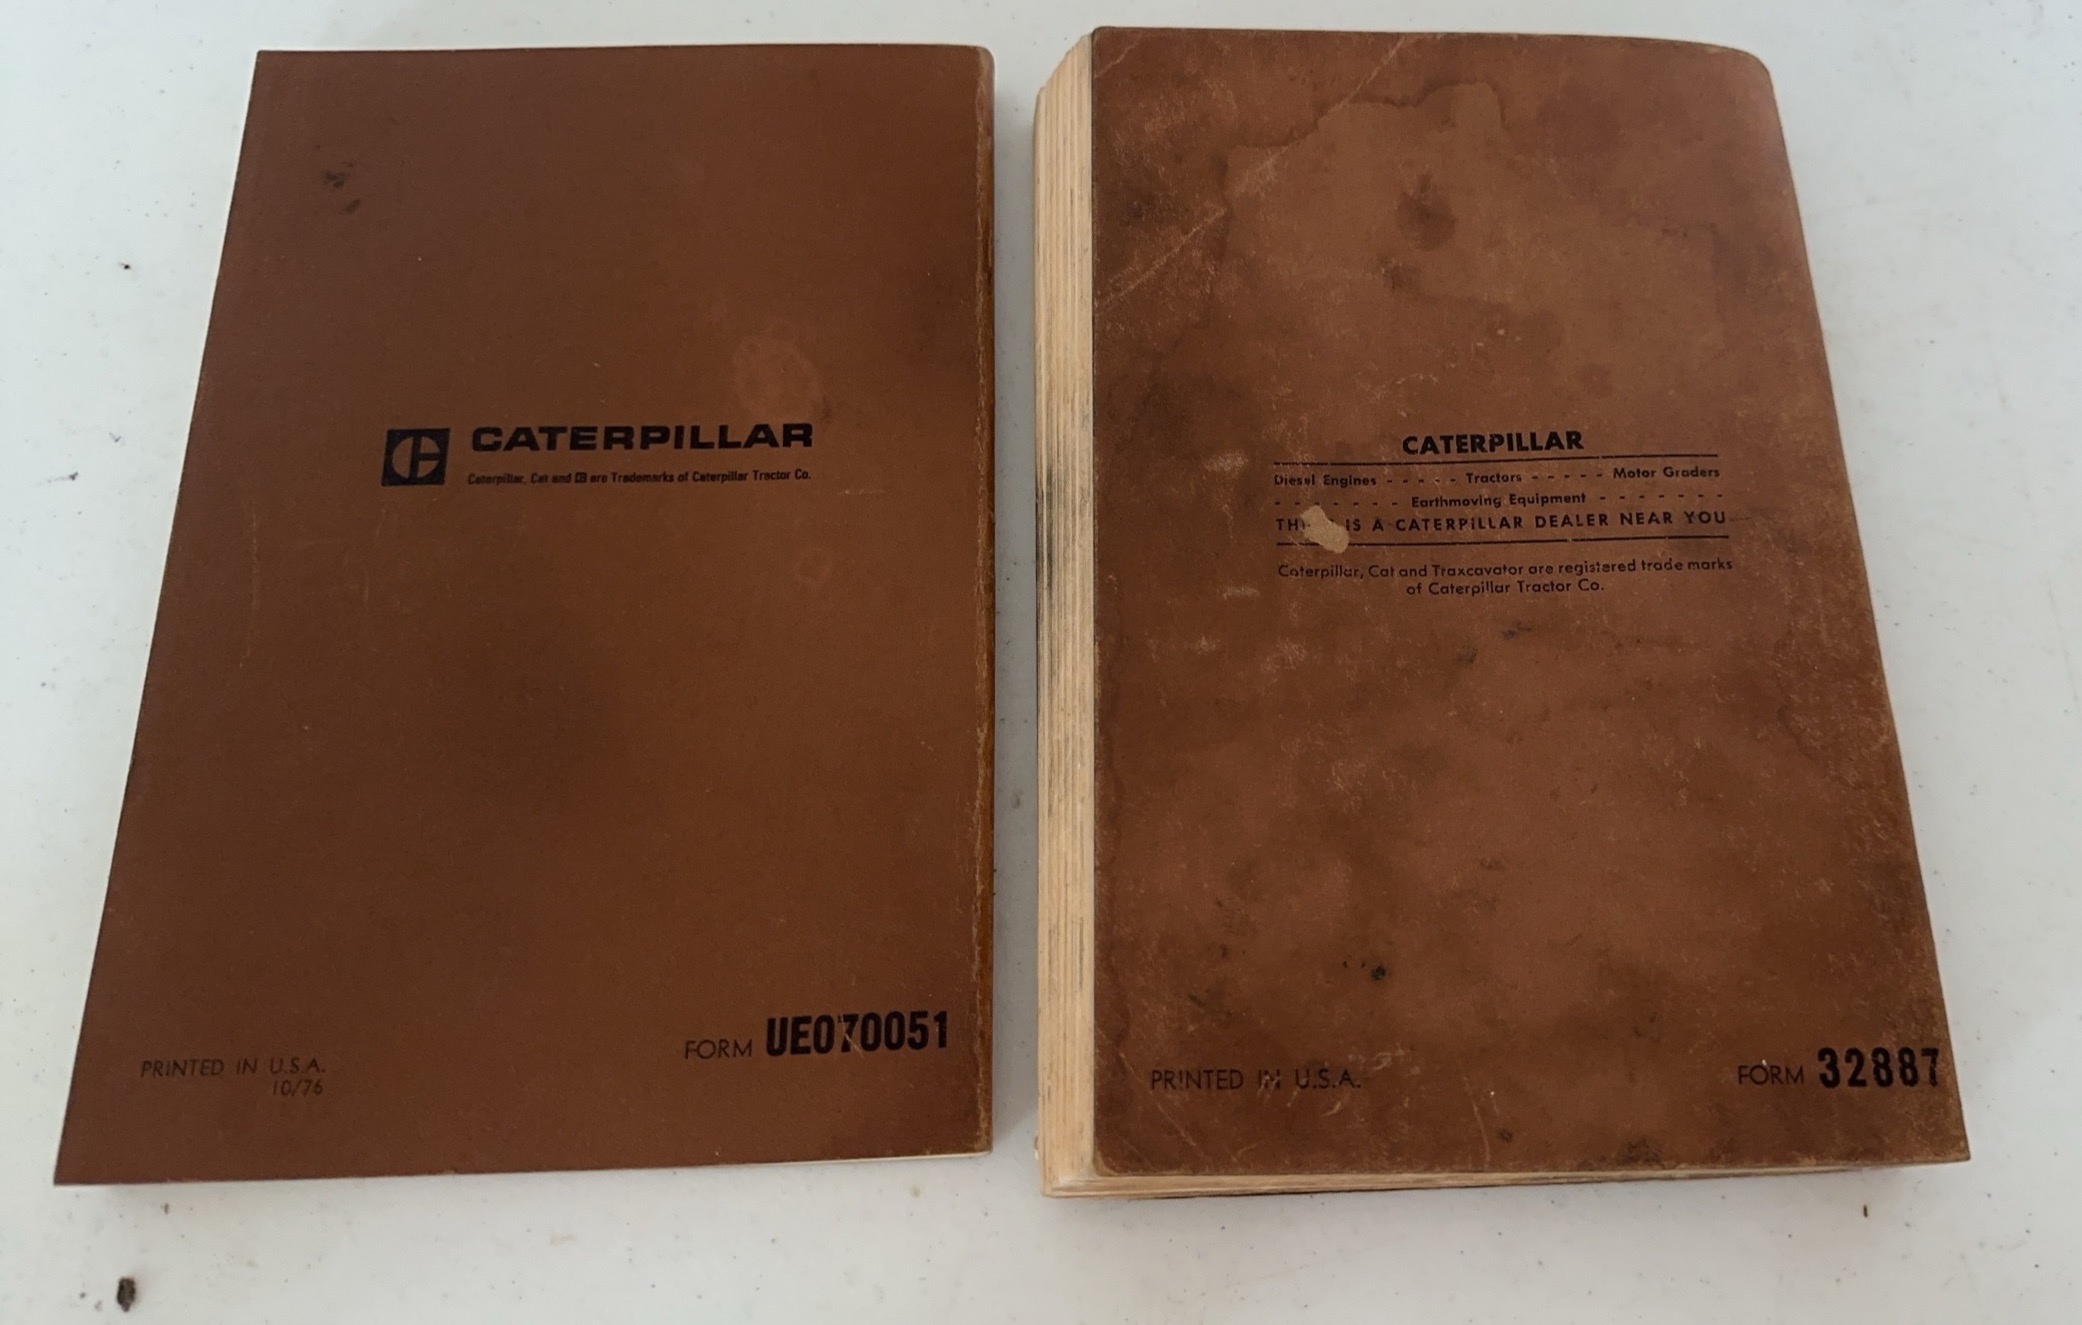 CATERPILLAR
Caterpillar, Cat and C are Trademarks of Caterpillar Tractor Co.
PRINTED IN U.S.A.
10/76
FORM UE070051
CATERPILLAR
Diesel Engines - - - - - Tractors - - - - - Motor Graders
- - - - - - - Earthmoving Equipment - - - - - - -
IS A CATERPILLAR DEALER NEAR YOU
Caterpillar, Cat and Traxcavator are registered trade marks
of Caterpillar Tractor Co.
PRINTED IN U.S.A.
FORM 32887